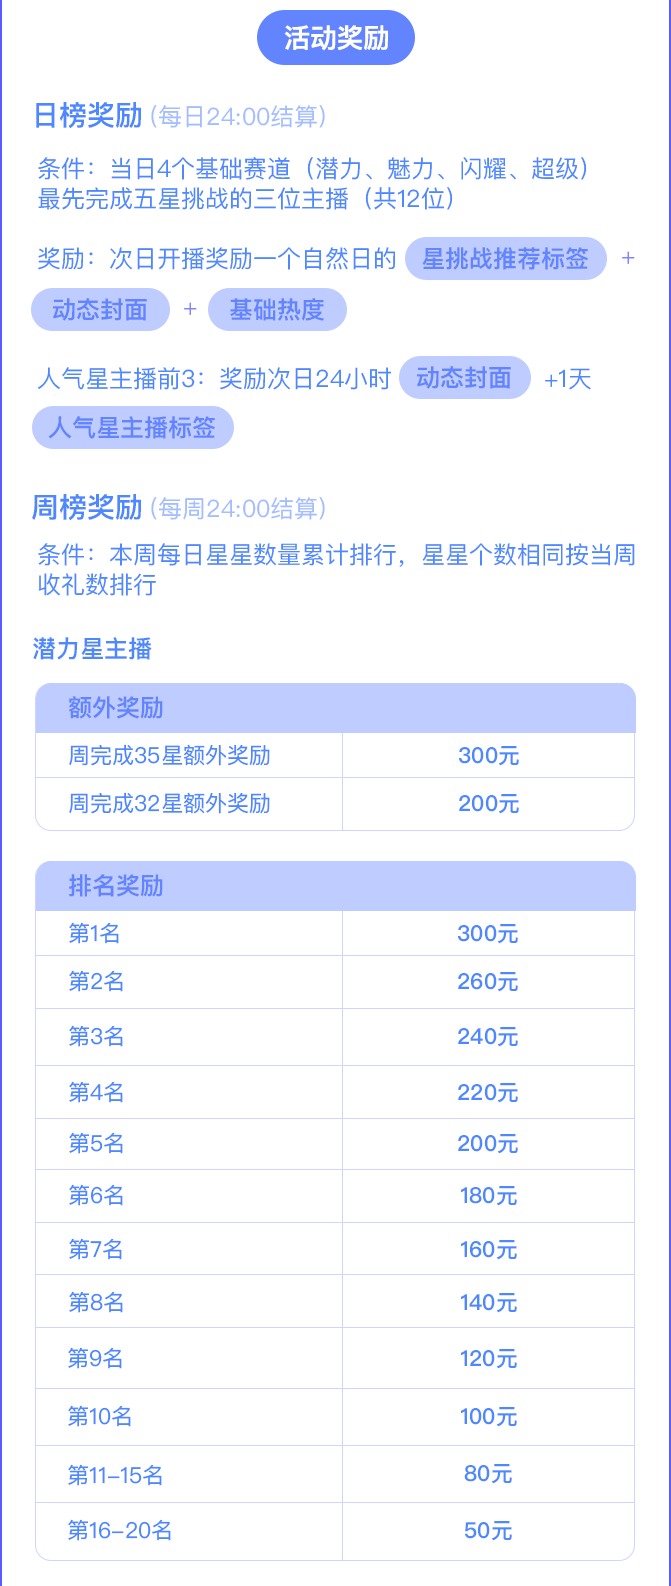 活动奖励
日榜奖励（每日24:00结算）
条件：当日4个基础赛道（潜力、魅力、闪耀、超级）
最先完成五星挑战的三位主播（共12位）
奖励：次日开播奖励一个自然日的 星挑战推荐标签 +
动态封面 + 基础热度
人气星主播前3：奖励次日24小时 动态封面 +1天
人气星主播标签
周榜奖励（每周24:00结算）
条件：本周每日星星数量累计排行，星星个数相同按当周
收礼数排行
潜力星主播
额外奖励
周完成35星额外奖励 300元
周完成32星额外奖励 200元
排名奖励
第1名 300元
第2名 260元
第3名 240元
第4名 220元
第5名 200元
第6名 180元
第7名 160元
第8名 140元
第9名 120元
第10名 100元
第11-15名 80元
第16-20名 50元